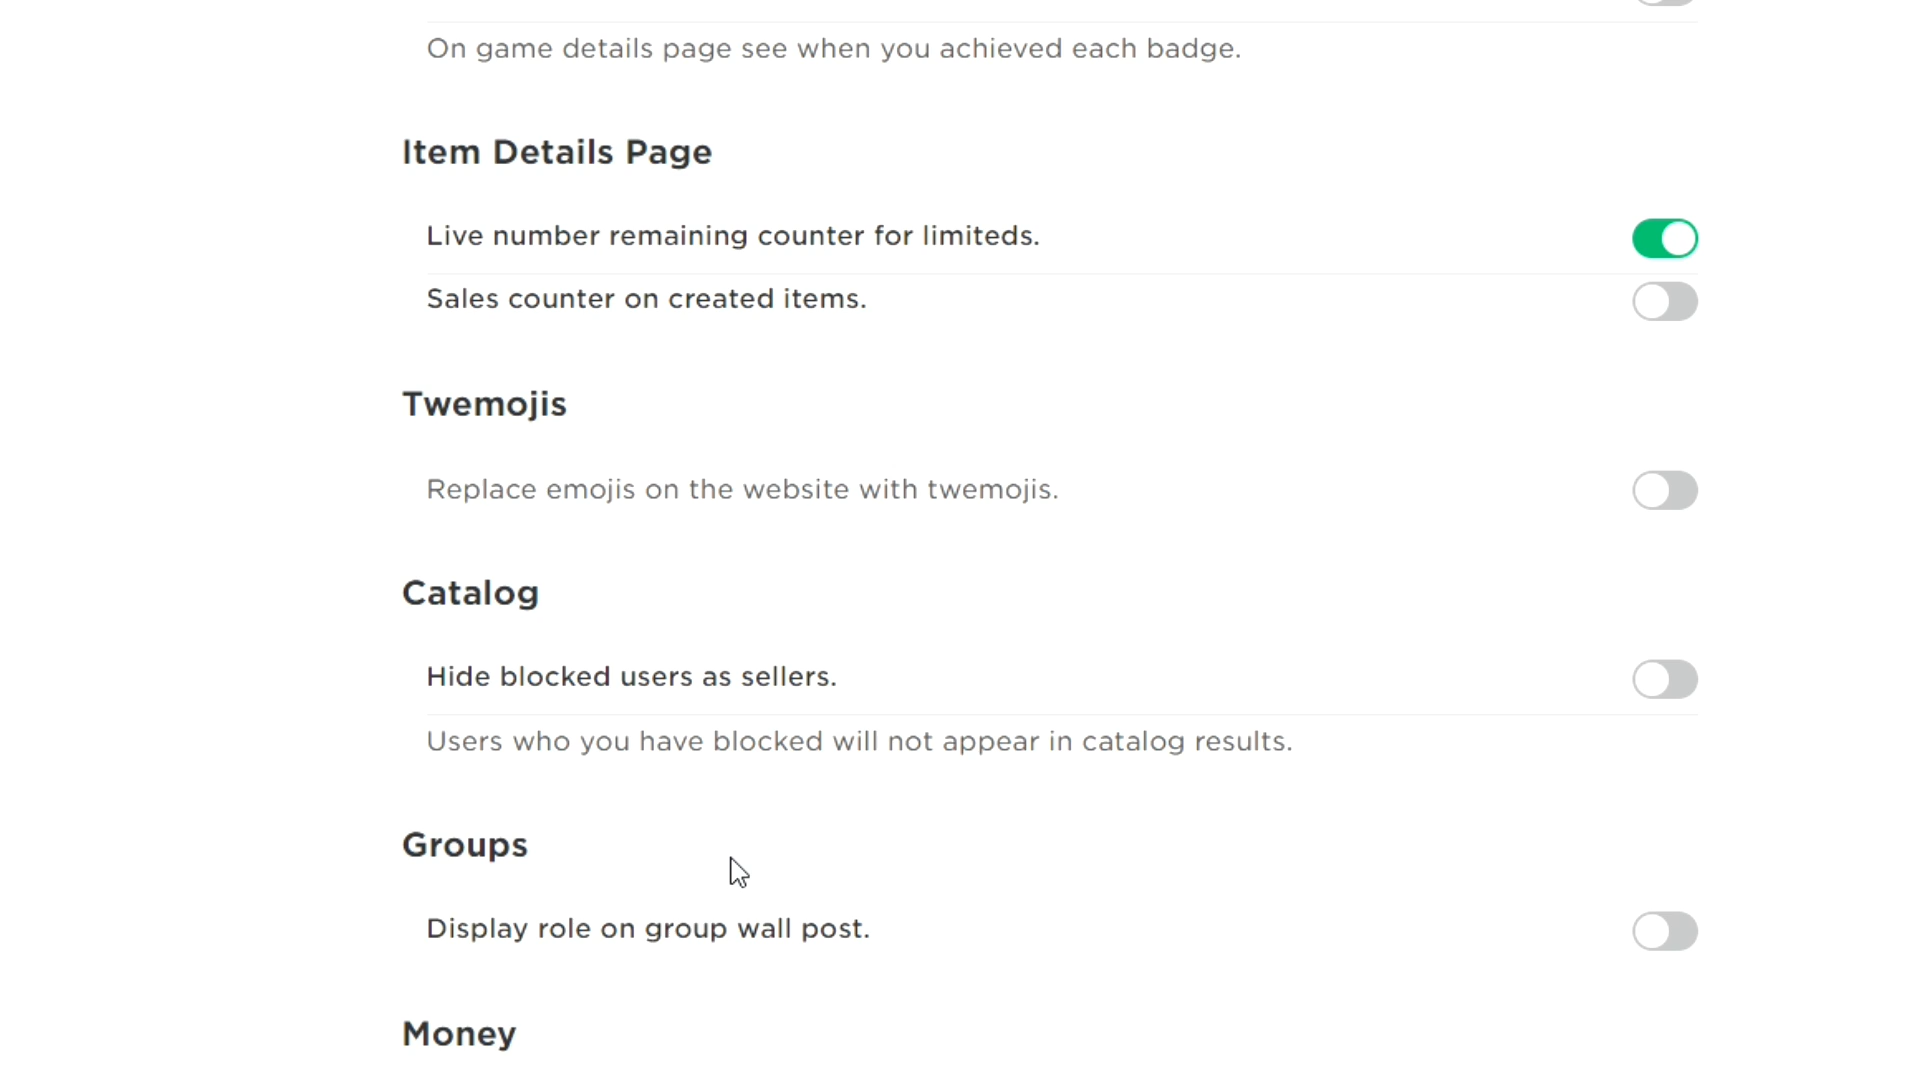 On game details page see when you achieved each badge.
Item Details Page
Live number remaining counter for limiteds.
Sales counter on created items.
Twemojis
Replace emojis on the website with twemojis.
Catalog
Hide blocked users as sellers.
Users who you have blocked will not appear in catalog results.
Groups
Display role on group wall post.
Money